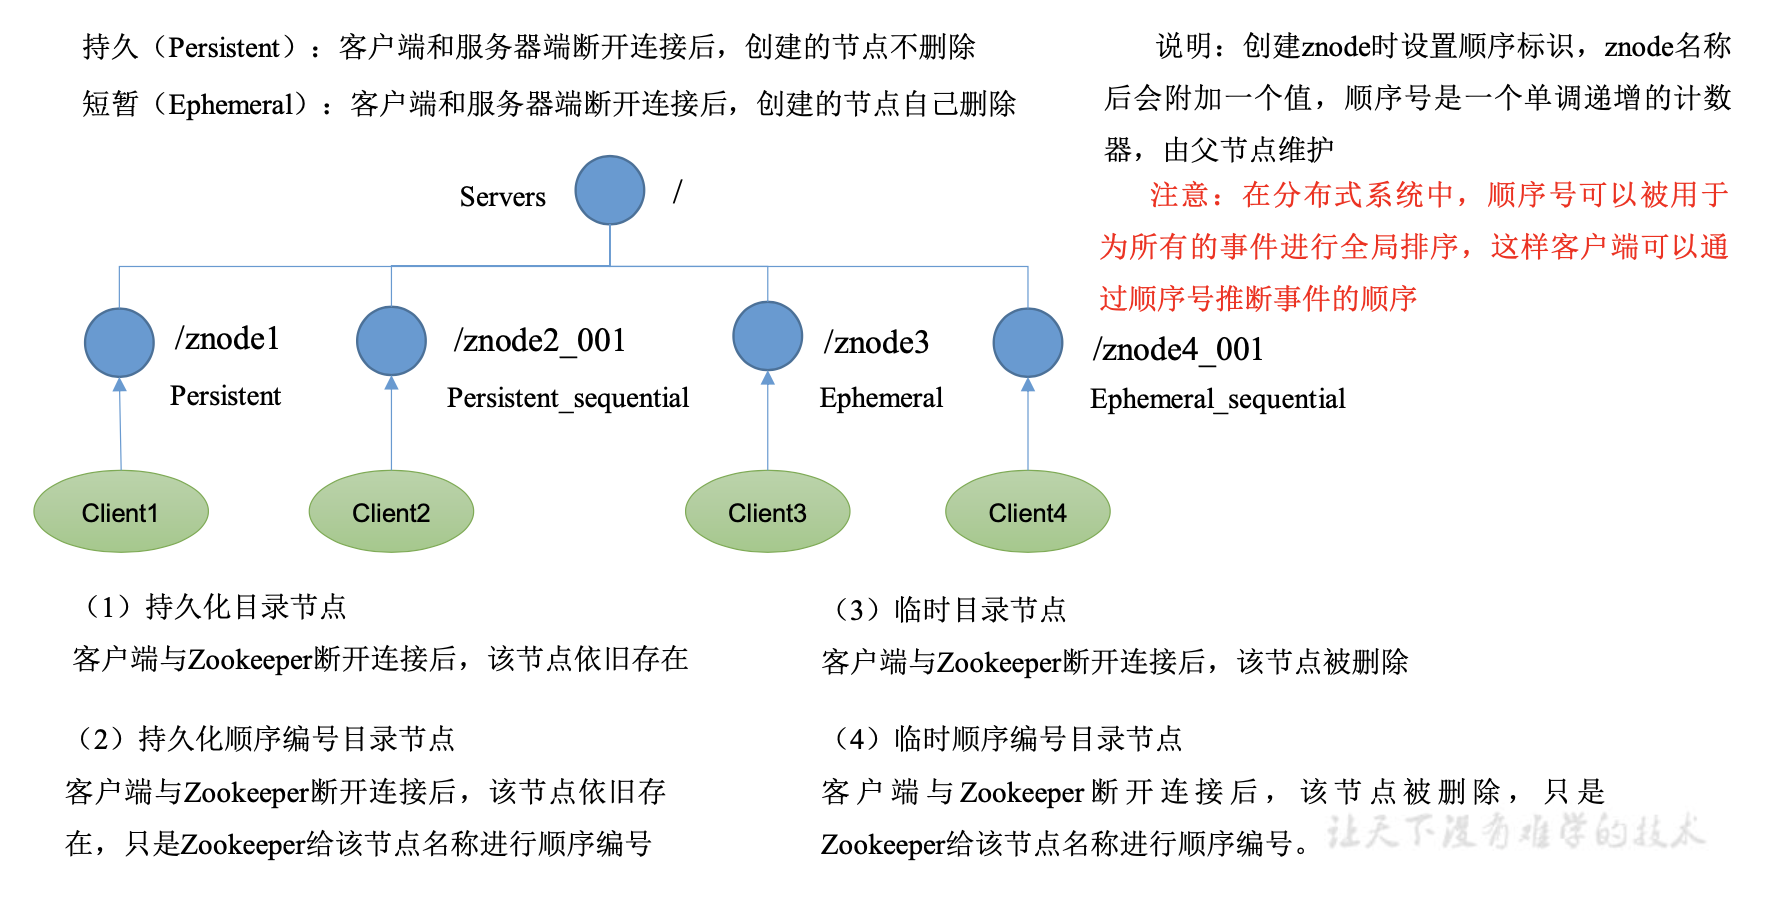 持久（Persistent）：客户端和服务器端断开连接后，创建的节点不删除
短暂（Ephemeral）：客户端和服务器端断开连接后，创建的节点自己删除
说明：创建znode时设置顺序标识，znode名称
后会附加一个值，顺序号是一个单调递增的计数
器，由父节点维护
注意：在分布式系统中，顺序号可以被用于
为所有的事件进行全局排序，这样客户端可以通
过顺序号推断事件的顺序
Servers
/
/znode1
Persistent
/znode2_001
Persistent_sequential
/znode3
Ephemeral
/znode4_001
Ephemeral_sequential
Client1
Client2
Client3
Client4
（1）持久化目录节点
客户端与Zookeeper断开连接后，该节点依旧存在
（2）持久化顺序编号目录节点
客户端与Zookeeper断开连接后，该节点依旧存
在，只是Zookeeper给该节点名称进行顺序编号
（3）临时目录节点
客户端与Zookeeper断开连接后，该节点被删除
（4）临时顺序编号目录节点
客户端与Zookeeper断开连接后，该节点被删除，只是
Zookeeper给该节点名称进行顺序编号。
让天下没有难学的技术